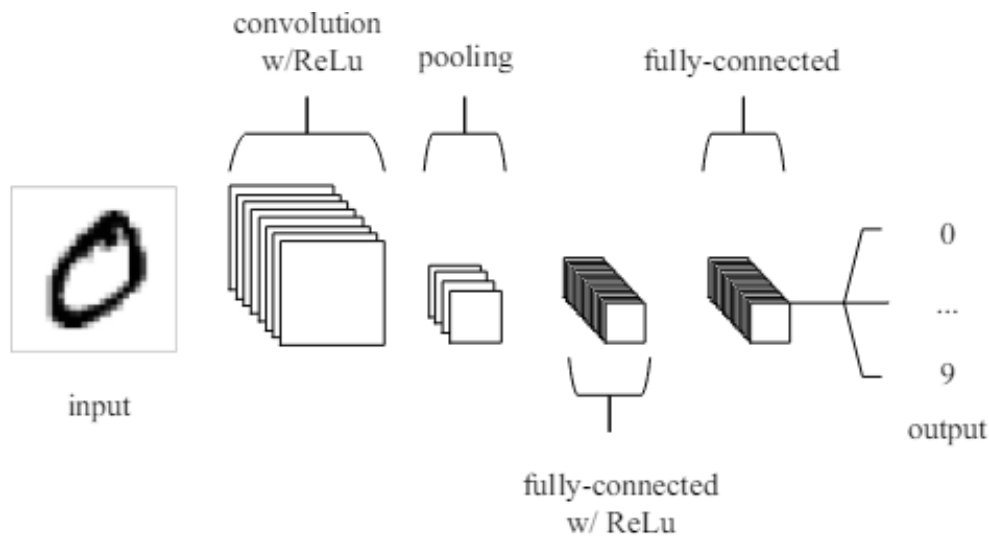 convolution
w/ReLu
pooling
fully-connected
input
fully-connected
w/ ReLu
0
...
9
output